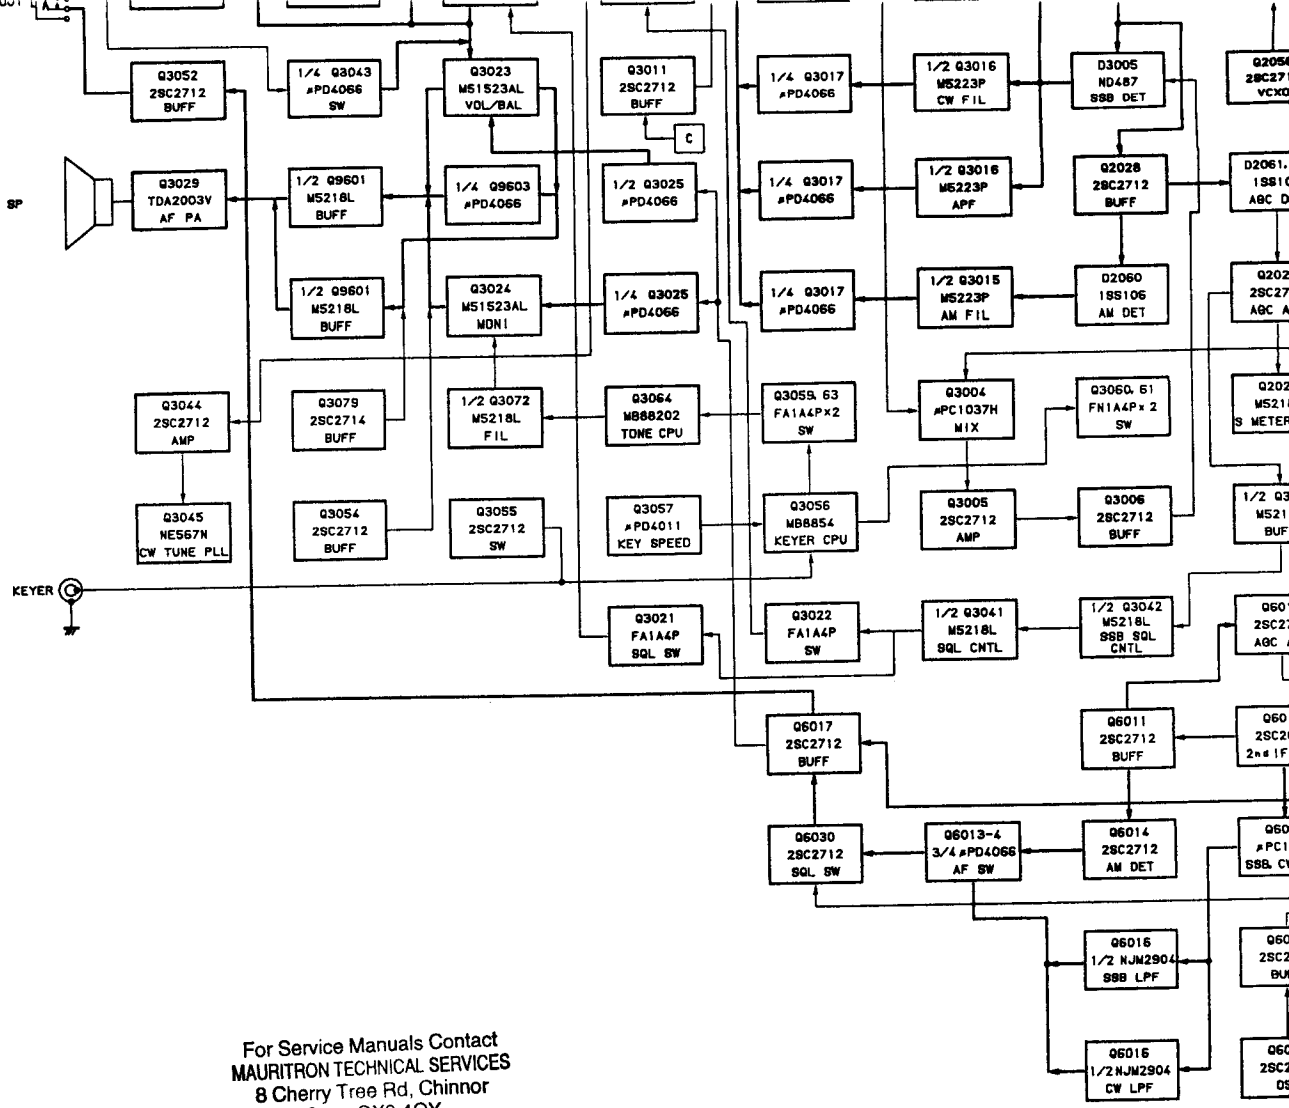 Q3052
2SC2712
BUFF
1/4 Q3043
μPD4066
SW
Q3023
M51523AL
VOL/BAL
Q3011
2SC2712
BUFF
C
1/4 Q3017
μPD4066
1/2 Q3016
M5223P
CW FIL
D3005
ND487
SSB DET
VCXO
SP
Q3029
TDA2003V
AF PA
1/2 Q9601
M5218L
BUFF
1/4 Q9603
μPD4066
1/2 Q3025
μPD4066
1/4 Q3017
μPD4066
1/2 Q3016
M5223P
APF
Q2028
2SC2712
BUFF
D2061.
1/2 Q9601
M5218L
BUFF
Q3024
M51523AL
MONI
1/4 Q3025
μPD4066
1/4 Q3017
μPD4066
1/2 Q3015
M5223P
AM FIL
D2060
1SS106
AM DET
Q3044
2SC2712
AMP
Q3079
2SC2714
BUFF
1/2 Q3072
M5218L
FIL
Q3064
MB88202
TONE CPU
Q3059, 63
FA1A4P×2
SW
Q3004
μPC1037H
MIX
Q3060, 61
FN1A4P×2
SW
S METER
Q3045
NE567N
CW TUNE PLL
Q3054
2SC2712
BUFF
Q3055
2SC2712
SW
Q3057
μPD4011
KEY SPEED
Q3056
MB8854
KEYER CPU
Q3005
2SC2712
AMP
Q3006
2SC2712
BUFF
KEYER
Q3021
FA1A4P
SQL SW
Q3022
FA1A4P
SW
1/2 Q3041
M5218L
SQL CNTL
1/2 Q3042
M5218L
SSB SQL
CNTL
Q6017
2SC2712
BUFF
Q6011
2SC2712
BUFF
2nd IF
Q6030
2SC2712
SQL SW
Q6013-4
3/4 μPD4066
AF SW
Q6014
2SC2712
AM DET
Q6016
1/2 NJM2904
SSB LPF
Q6016
1/2 NJM2904
CW LPF
For Service Manuals Contact
MAURITRON TECHNICAL SERVICES
8 Cherry Tree Rd, Chinnor